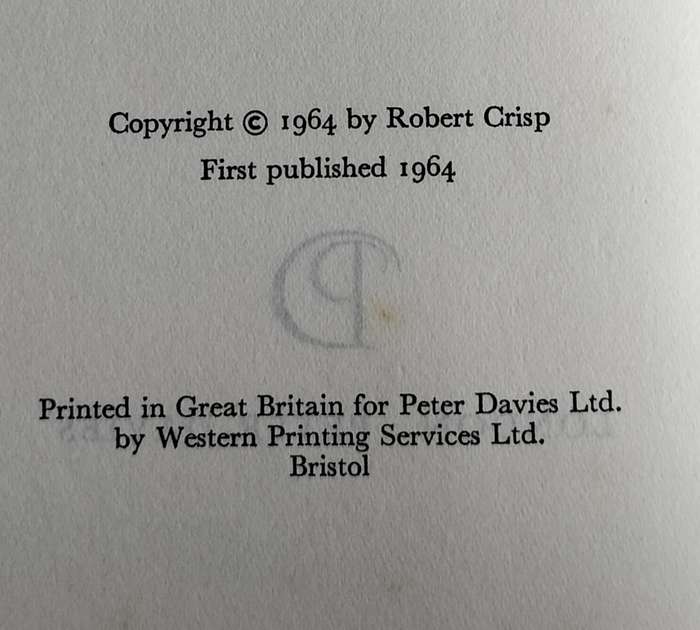 Copyright © 1964 by Robert Crisp
First published 1964
Printed in Great Britain for Peter Davies Ltd.
by Western Printing Services Ltd.
Bristol